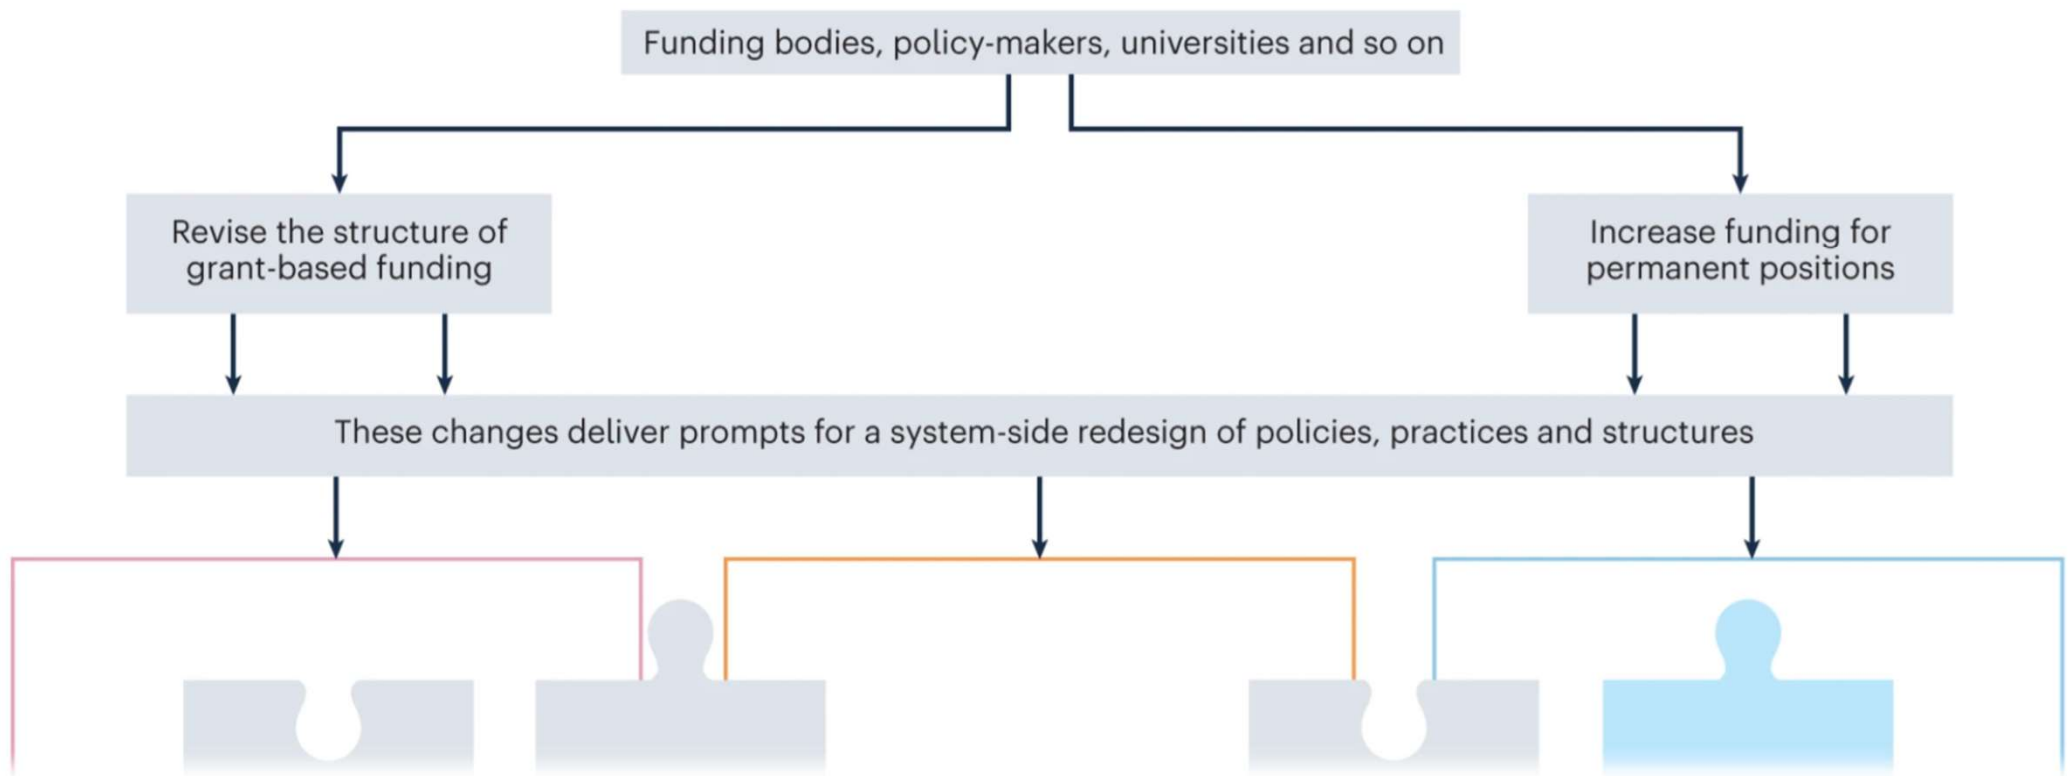 Funding bodies, policy-makers, universities and so on
Revise the structure of
grant-based funding
Increase funding for
permanent positions
These changes deliver prompts for a system-side redesign of policies, practices and structures